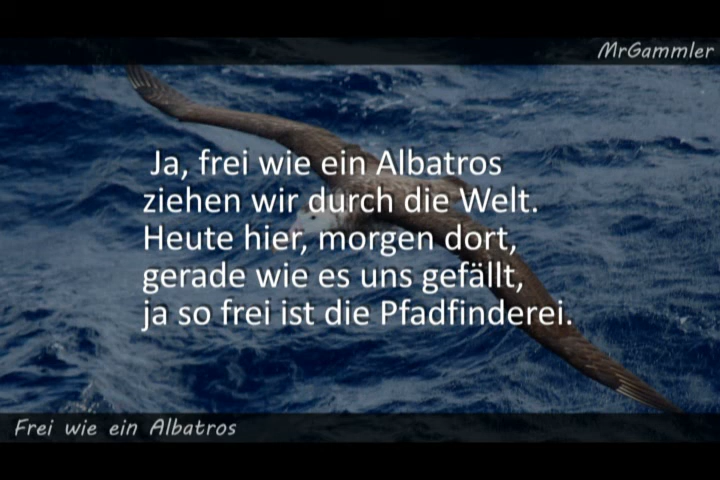 MrGammler
Ja, frei wie ein Albatros
ziehen wir durch die Welt.
Heute hier, morgen dort,
gerade wie es uns gefällt,
ja so frei ist die Pfadfinderei.
Frei wie ein Albatros